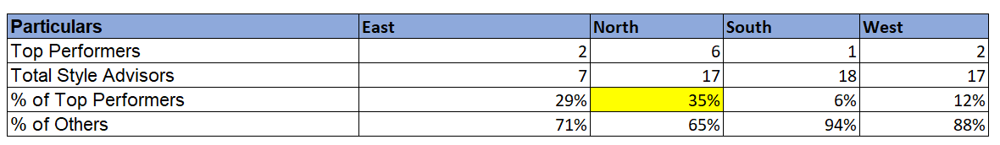 Particulars East North South West
Top Performers 2 6 1 2
Total Style Advisors 7 17 18 17
% of Top Performers 29% 35% 6% 12%
% of Others 71% 65% 94% 88%